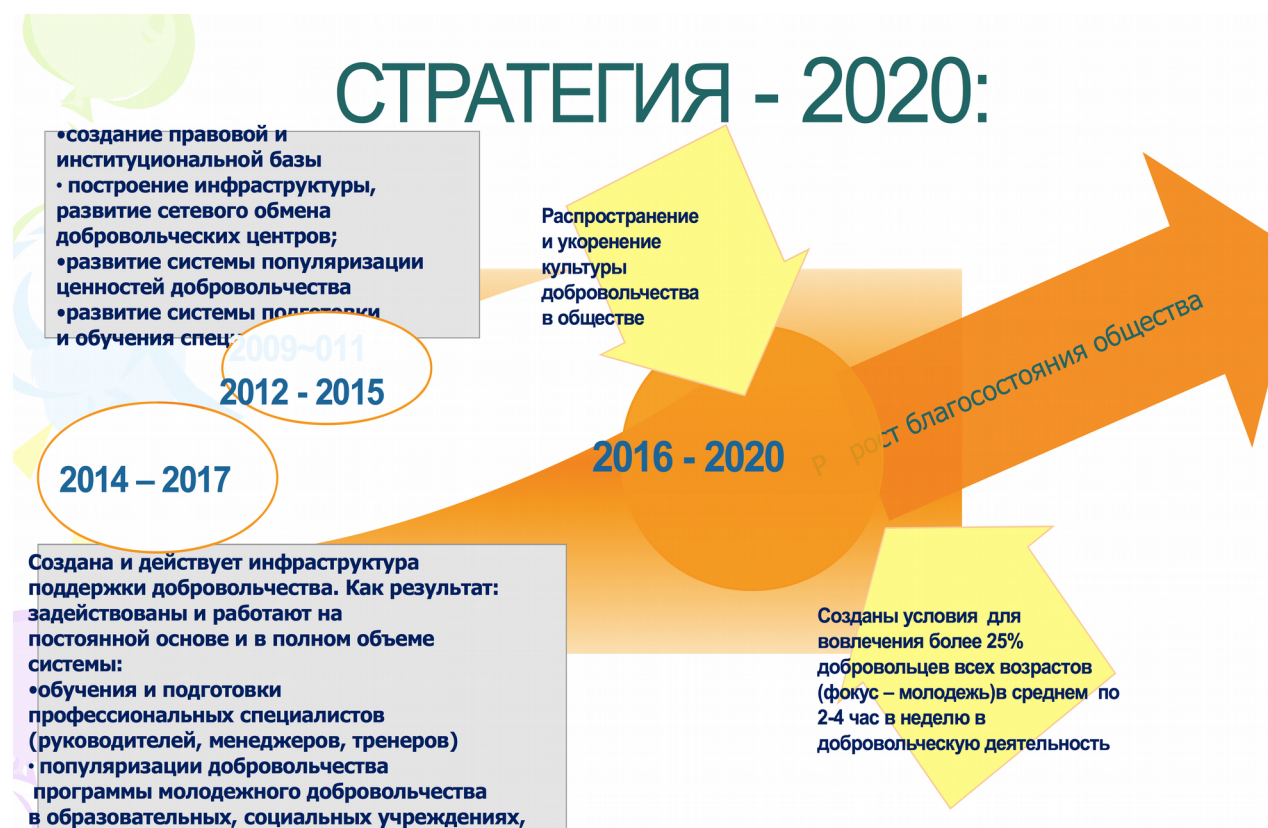 СТРАТЕГИЯ - 2020:
•создание правовой и
институциональной базы
• построение инфраструктуры,
развитие сетевого обмена
добровольческих центров;
•развитие системы популяризации
ценностей добровольчества
•развитие системы подготовки
и обучения
2009~011
2012 - 2015
2014 – 2017
Распространение
и укоренение
культуры
добровольчества
в обществе
2016 - 2020
Р рост благосостояния общества
Создана и действует инфраструктура
поддержки добровольчества. Как результат:
задействованы и работают на
постоянной основе и в полном объеме
системы:
•обучения и подготовки
профессиональных специалистов
(руководителей, менеджеров, тренеров)
• популяризации добровольчества
программы молодежного добровольчества
в образовательных, социальных учреждениях,
Созданы условия для
вовлечения более 25%
добровольцев всех возрастов
(фокус – молодежь)в среднем по
2-4 час в неделю в
добровольческую деятельность